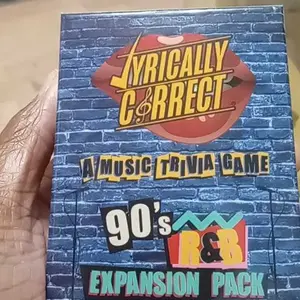 LYRICALLY
CORRECT
A MUSIC TRIVIA GAME
90's
R&B
EXPANSION PACK